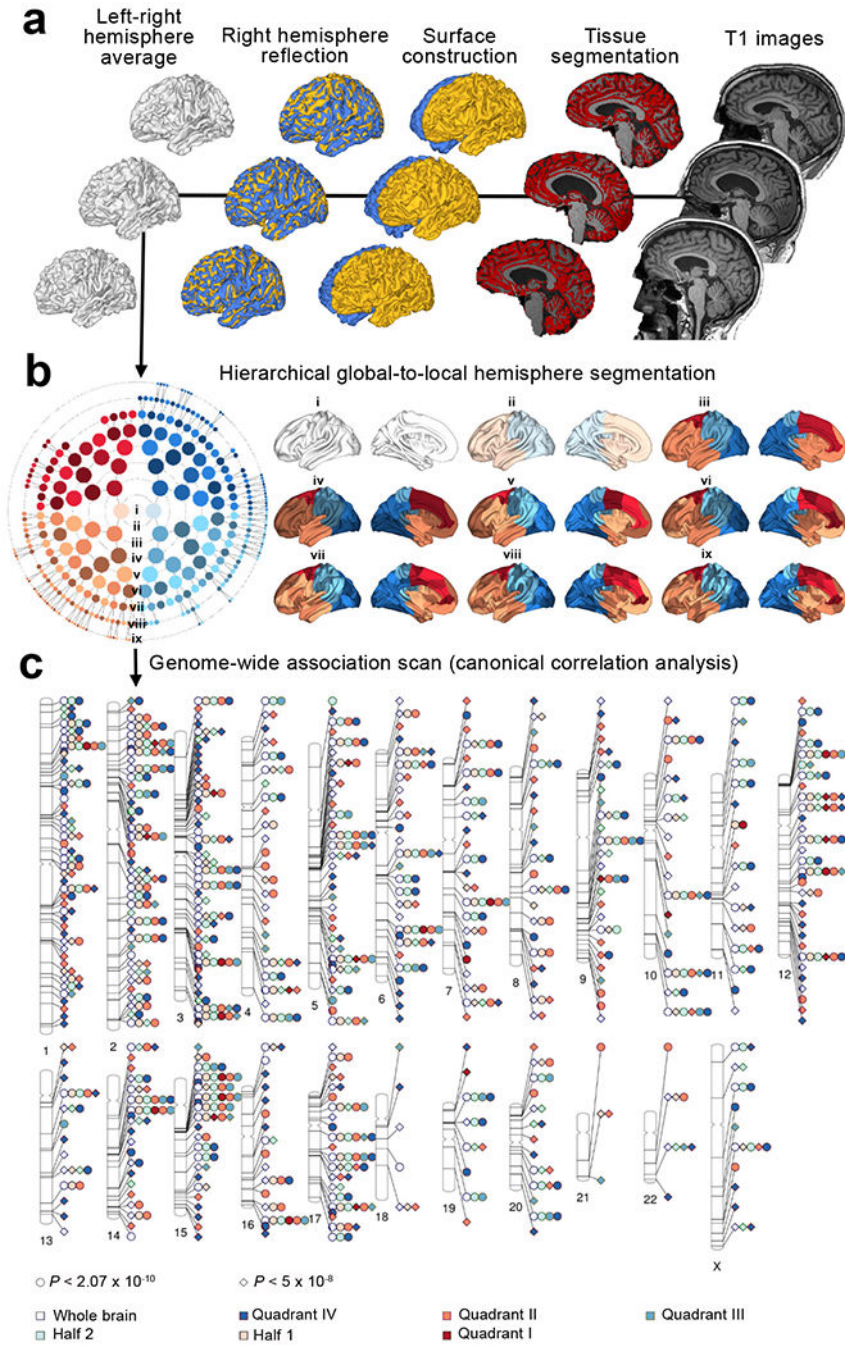 a
Left-right
hemisphere
average
Right hemisphere
reflection
Surface
construction
Tissue
segmentation
T1 images
b
Hierarchical global-to-local hemisphere segmentation
i
ii
iii
iv
v
vi
vii
viii
ix
i
ii
iii
iv
v
vi
vii
viii
ix
c
Genome-wide association scan (canonical correlation analysis)
1
2
3
4
5
6
7
8
9
10
11
12
13
14
15
16
17
18
19
20
21
22
X
P < 2.07 x 10⁻¹⁰
P < 5 x 10⁻⁸
Whole brain
Quadrant IV
Quadrant II
Quadrant III
Half 2
Half 1
Quadrant I